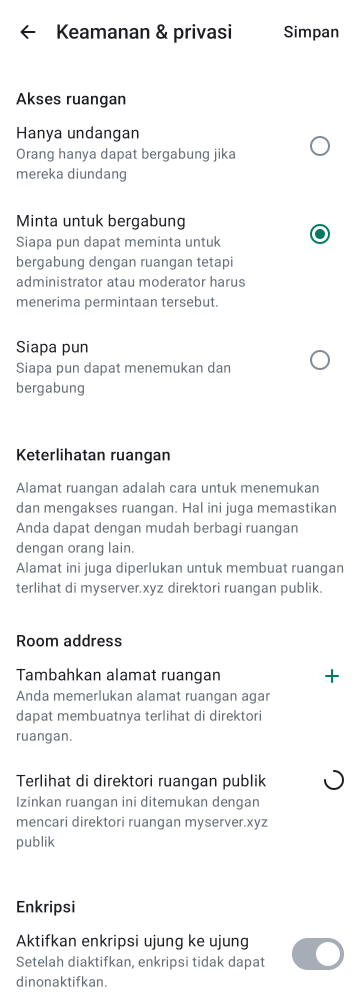 Keamanan & privasi
Simpan
Akses ruangan
Hanya undangan
Orang hanya dapat bergabung jika
mereka diundang
Minta untuk bergabung
Siapa pun dapat meminta untuk
bergabung dengan ruangan tetapi
administrator atau moderator harus
menerima permintaan tersebut.
Siapa pun
Siapa pun dapat menemukan dan
bergabung
Keterlihatan ruangan
Alamat ruangan adalah cara untuk menemukan
dan mengakses ruangan. Hal ini juga memastikan
Anda dapat dengan mudah berbagi ruangan
dengan orang lain.
Alamat ini juga diperlukan untuk membuat ruangan
terlihat di myserver.xyz direktori ruangan publik.
Room address
Tambahkan alamat ruangan
Anda memerlukan alamat ruangan agar
dapat membuatnya terlihat di direktori
ruangan.
Terlihat di direktori ruangan publik
Izinkan ruangan ini ditemukan dengan
mencari direktori ruangan myserver.xyz
publik
Enkripsi
Aktifkan enkripsi ujung ke ujung
Setelah diaktifkan, enkripsi tidak dapat
dinonaktifkan.